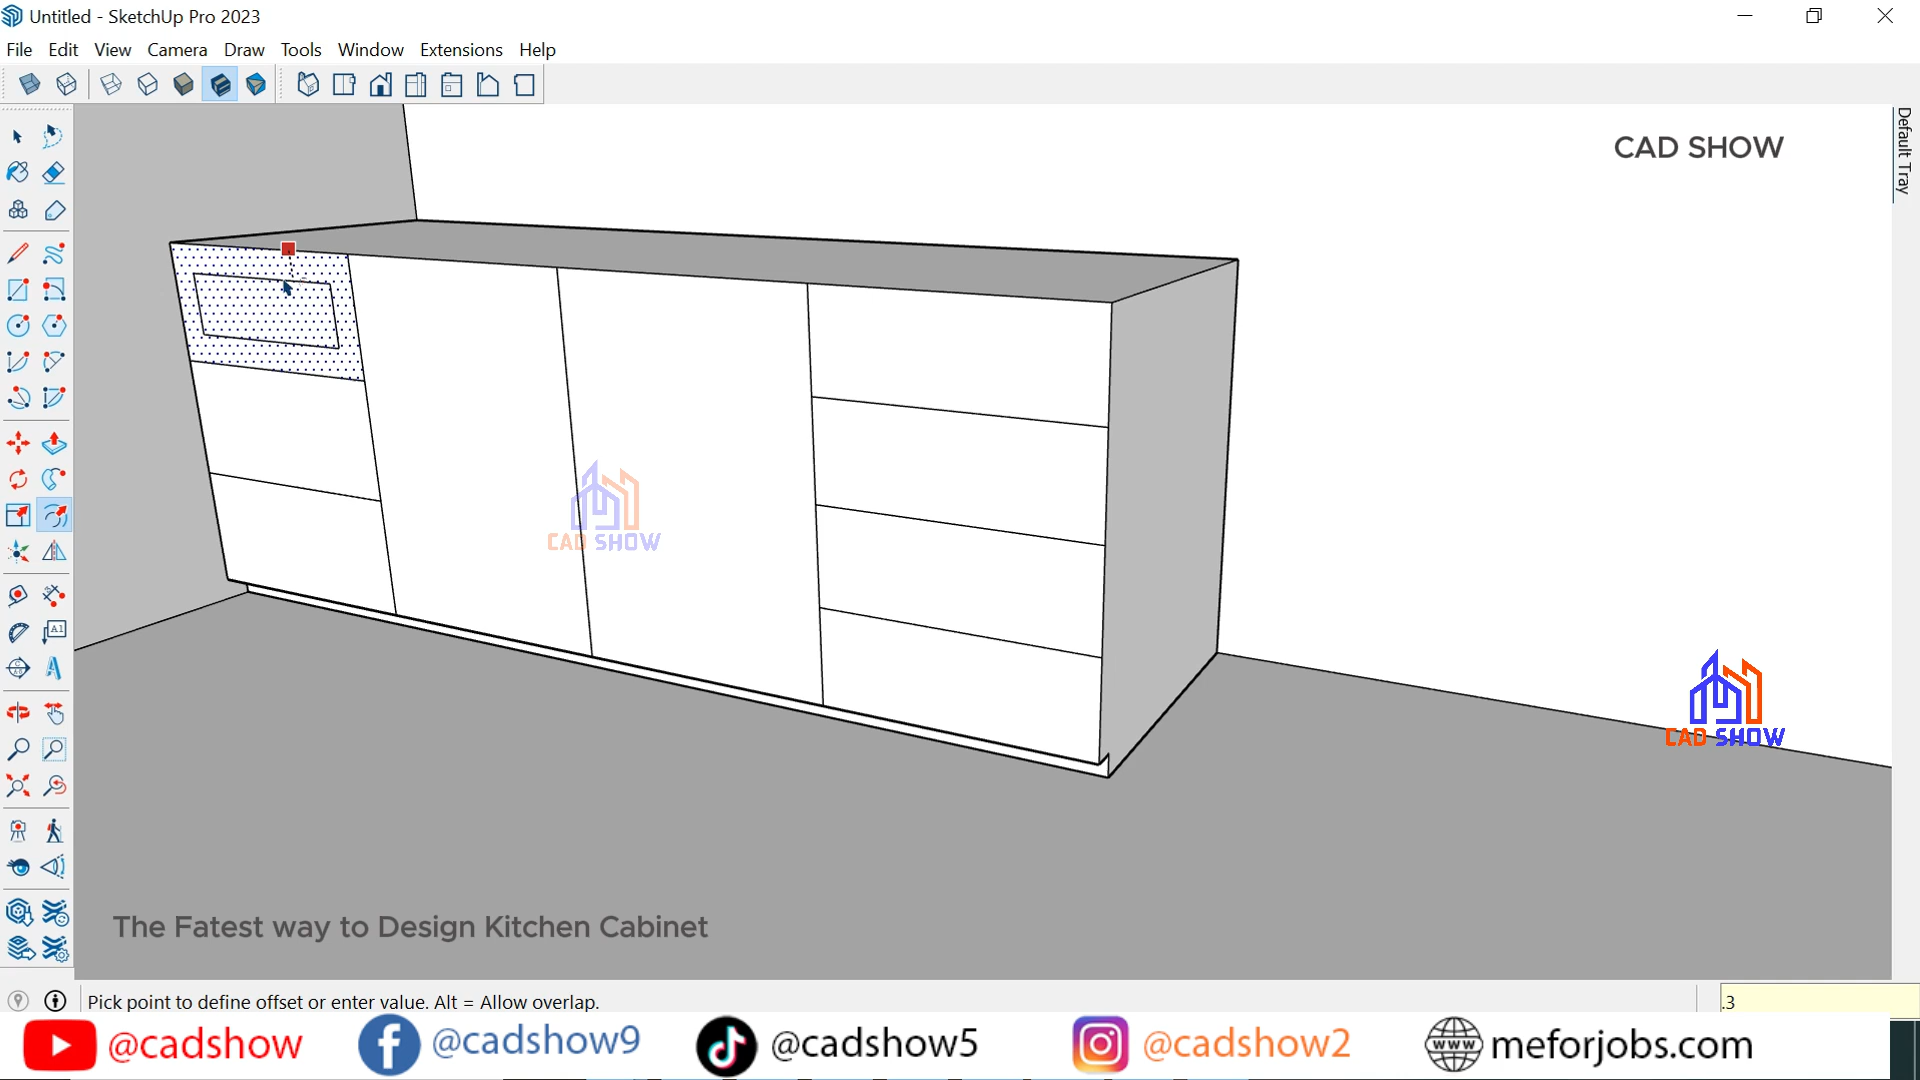 Untitled - SketchUp Pro 2023
File Edit View Camera Draw Tools Window Extensions Help
Default Tray
CAD SHOW
A1
CAD SHOW
CAD SHOW
The Fatest way to Design Kitchen Cabinet
Pick point to define offset or enter value. Alt = Allow overlap.
.3
@cadshow @cadshow9 @cadshow5 @cadshow2 www meforjobs.com